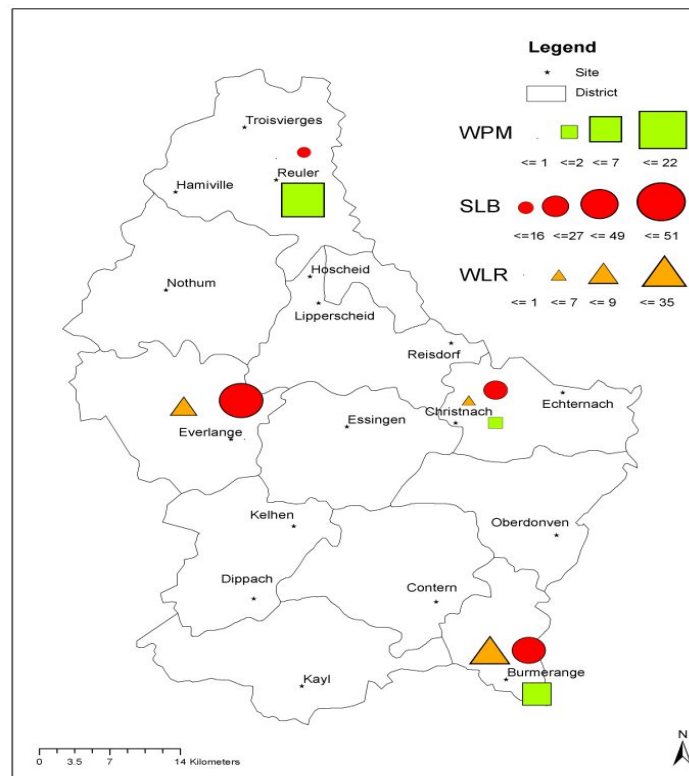 Legend
Site
District
WPM
<= 1 <=2 <= 7 <= 22
SLB
<=16 <=27 <= 49 <= 51
WLR
<= 1 <= 7 <= 9 <= 35
Troisvierges
Reuler
Hamiville
Hoscheid
Nothum
Lipperscheid
Reisdorf
Echternach
Christnach
Essingen
Everlange
Kelhen
Oberdonven
Dippach
Contern
Burmerange
Kayl
0 3.5 7 14 Kilometers
N